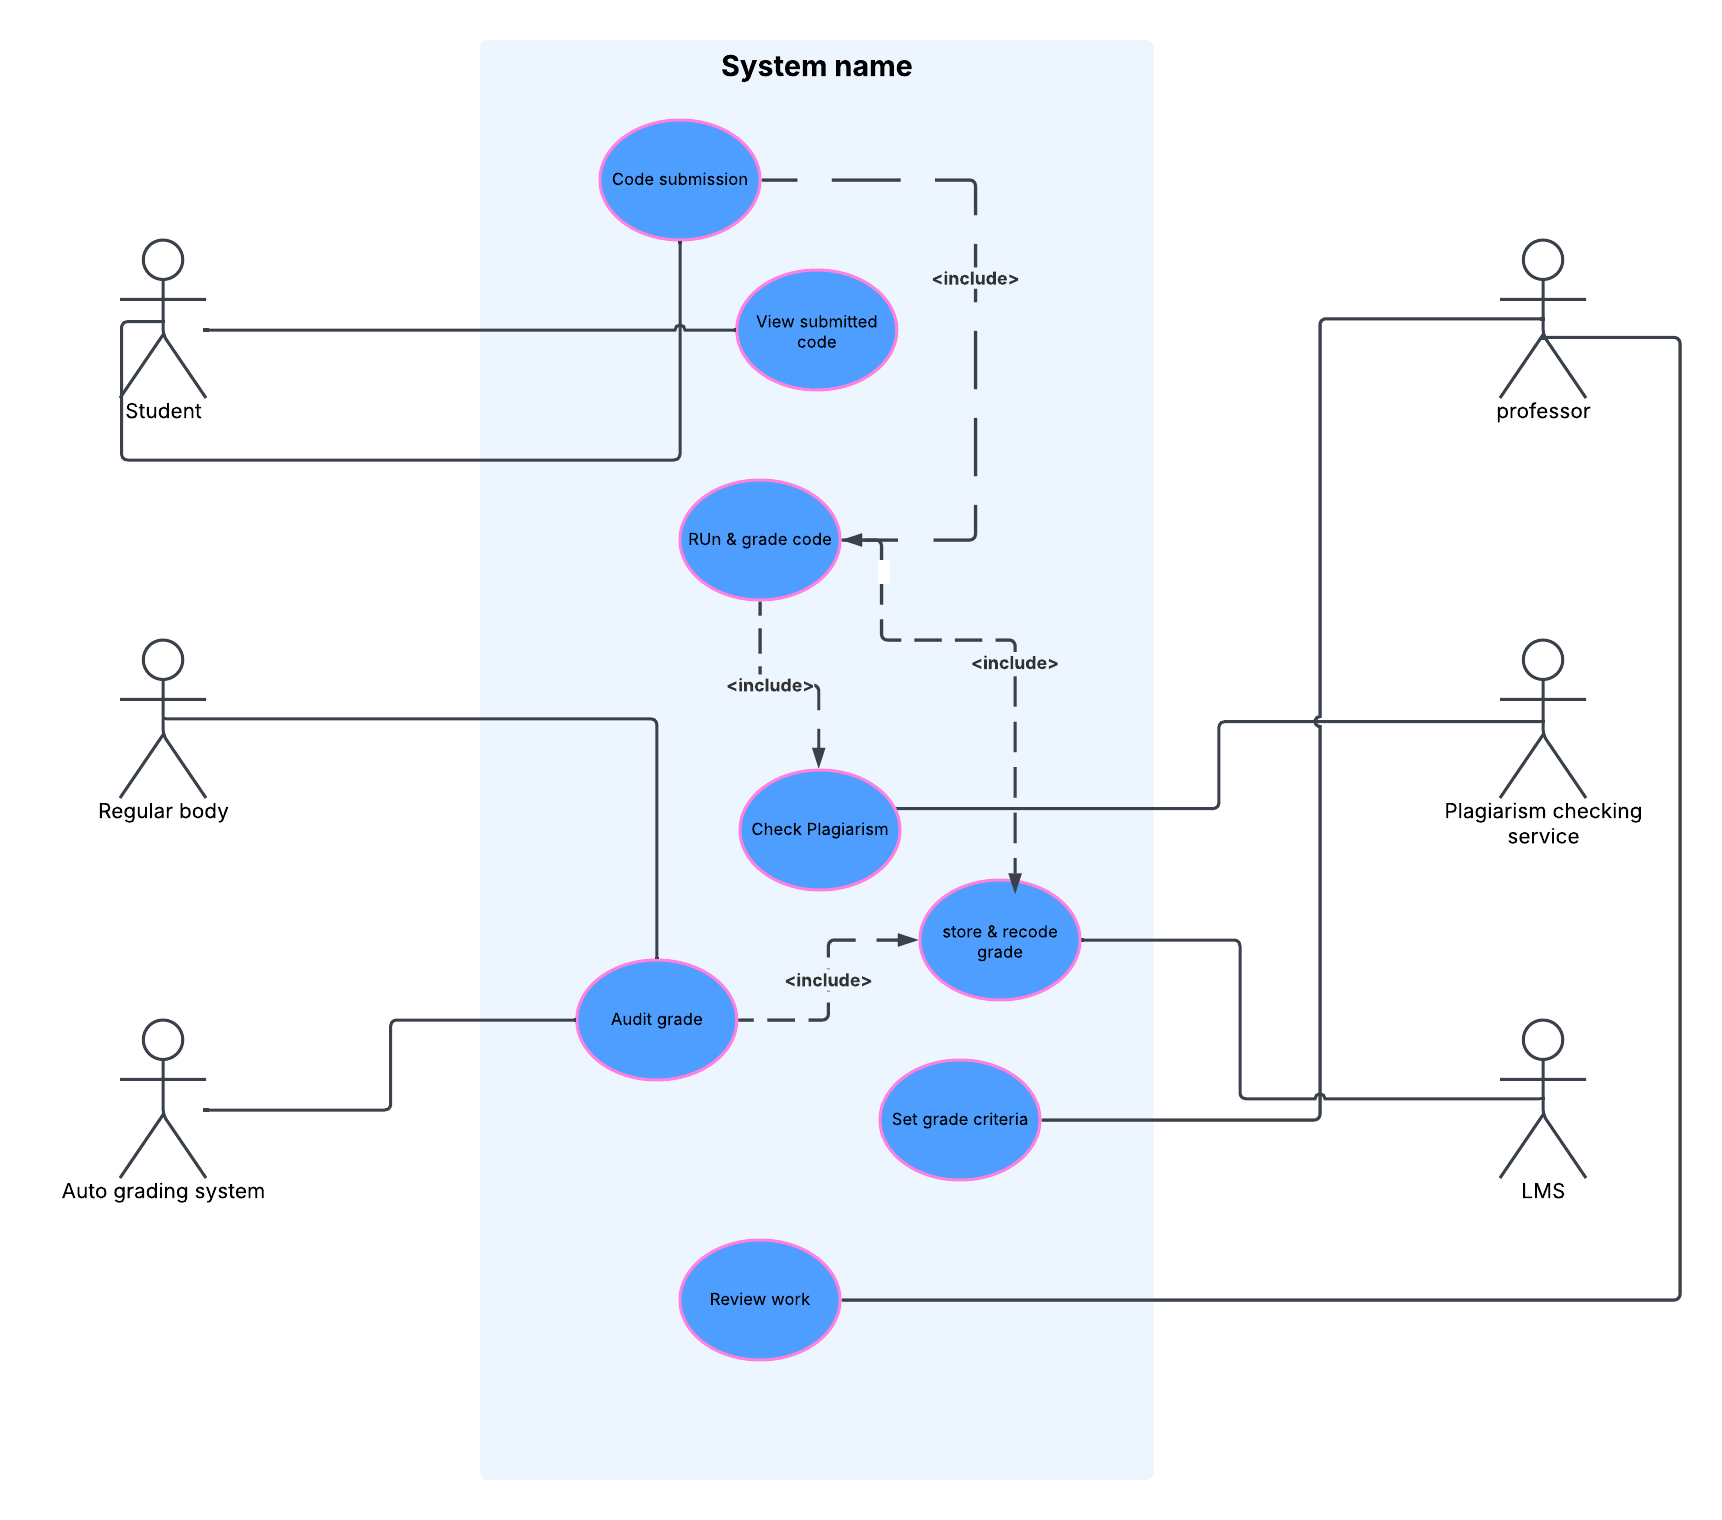 System name
Code submission
<include>
View submitted
code
Student
professor
RUn & grade code
<include>
<include>
Regular body
Plagiarism checking
service
Check Plagiarism
store & recode
grade
<include>
Audit grade
Set grade criteria
Auto grading system
LMS
Review work